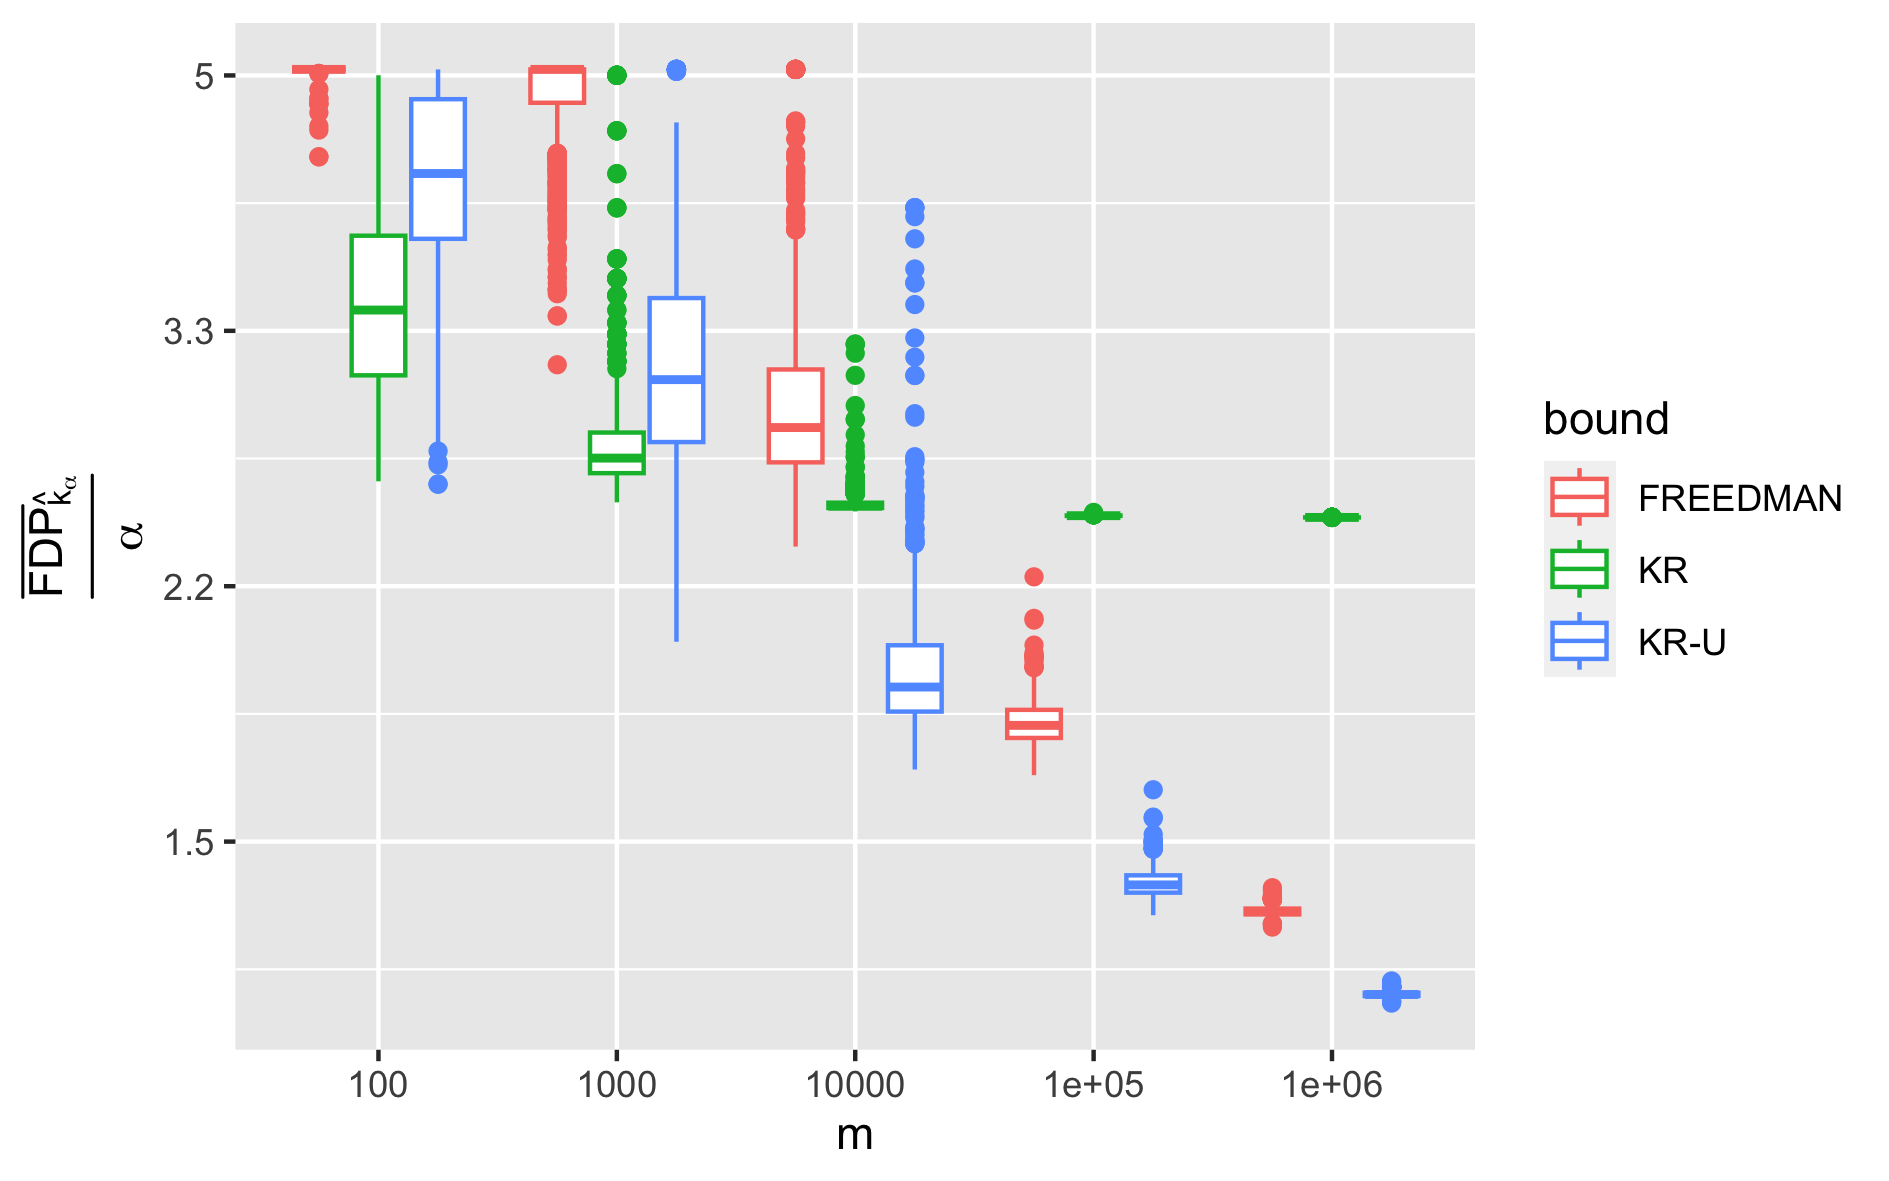 5
3.3
2.2
1.5
100
1000
10000
1e+05
1e+06
m
FDP
k̂α
α
bound
FREEDMAN
KR
KR-U